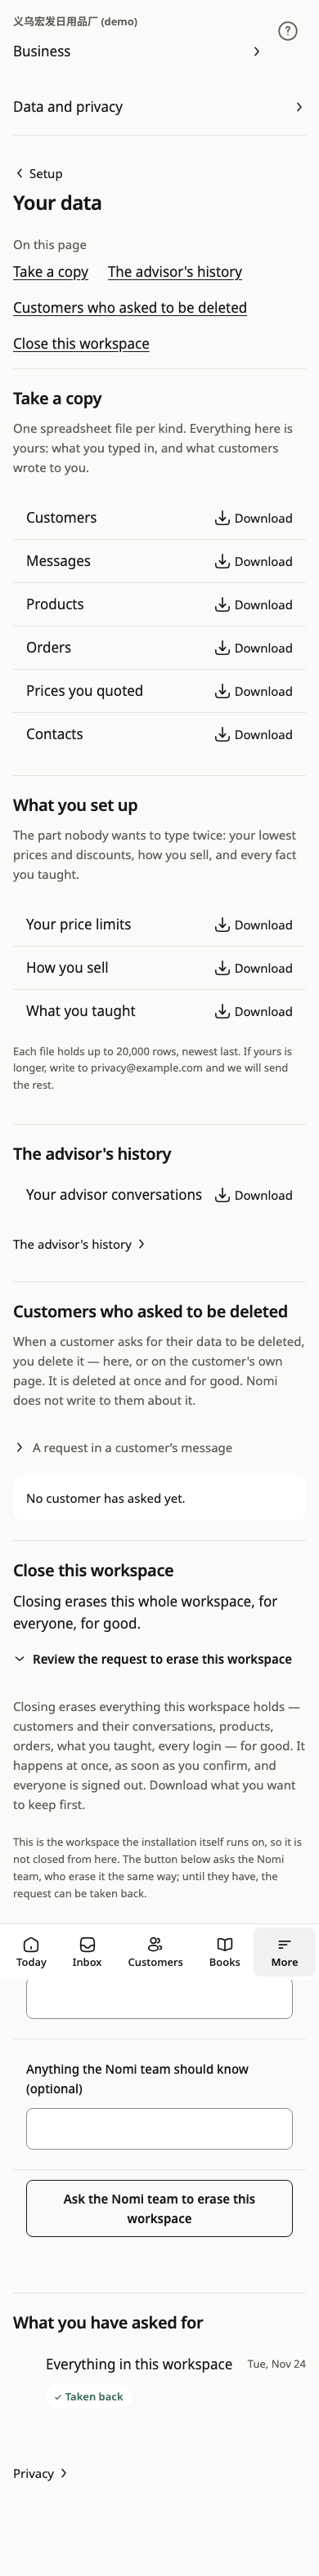 义乌宏发日用品厂 (demo)
Business
Data and privacy
Setup
Your data
On this page
Take a copy The advisor's history
Customers who asked to be deleted
Close this workspace
Take a copy
One spreadsheet file per kind. Everything here is
yours: what you typed in, and what customers
wrote to you.
Customers Download
Messages Download
Products Download
Orders Download
Prices you quoted Download
Contacts Download
What you set up
The part nobody wants to type twice: your lowest
prices and discounts, how you sell, and every fact
you taught.
Your price limits Download
How you sell Download
What you taught Download
Each file holds up to 20,000 rows, newest last. If yours is
longer, write to privacy@example.com and we will send
the rest.
The advisor's history
Your advisor conversations Download
The advisor's history
Customers who asked to be deleted
When a customer asks for their data to be deleted,
you delete it — here, or on the customer's own
page. It is deleted at once and for good. Nomi
does not write to them about it.
A request in a customer’s message
No customer has asked yet.
Close this workspace
Closing erases this whole workspace, for
everyone, for good.
Review the request to erase this workspace
Closing erases everything this workspace holds —
customers and their conversations, products,
orders, what you taught, every login — for good. It
happens at once, as soon as you confirm, and
everyone is signed out. Download what you want
to keep first.
This is the workspace the installation itself runs on, so it is
not closed from here. The button below asks the Nomi
team, who erase it the same way; until they have, the
request can be taken back.
Today Inbox Customers Books More
Anything the Nomi team should know
(optional)
Ask the Nomi team to erase this
workspace
What you have asked for
Everything in this workspace Tue, Nov 24
Taken back
Privacy